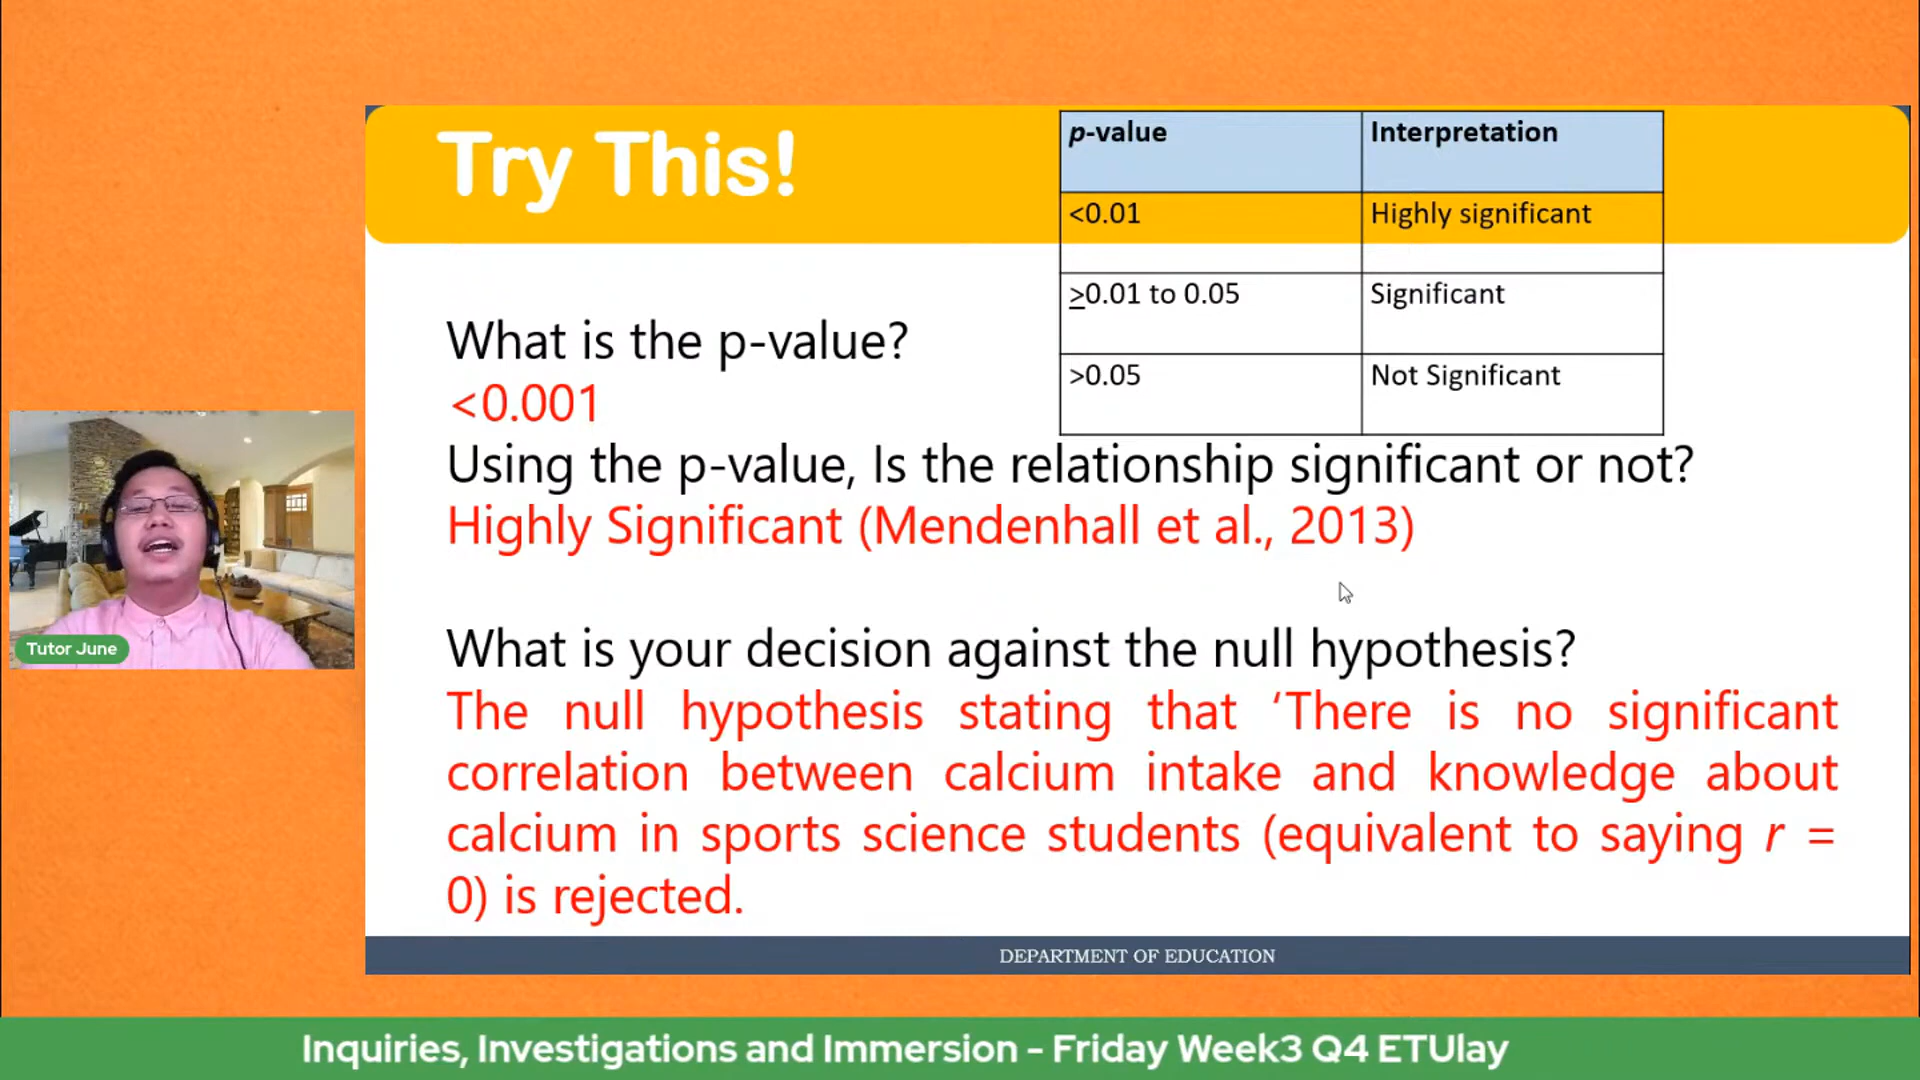 Try This!
p-value Interpretation
<0.01 Highly significant
≥0.01 to 0.05 Significant
>0.05 Not Significant
What is the p-value?
<0.001
Using the p-value, Is the relationship significant or not?
Highly Significant (Mendenhall et al., 2013)
What is your decision against the null hypothesis?
The null hypothesis stating that ‘There is no significant
correlation between calcium intake and knowledge about
calcium in sports science students (equivalent to saying r =
0) is rejected.
DEPARTMENT OF EDUCATION
Tutor June
Inquiries, Investigations and Immersion - Friday Week3 Q4 ETUlay